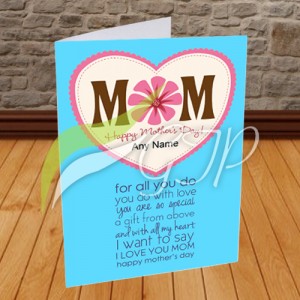 MOM
Happy Mother's Day!
Any Name
for all you do
you do with love
you are so special
a gift from above
and with all my heart
I want to say
I LOVE YOU MOM
happy mother's day
GJP